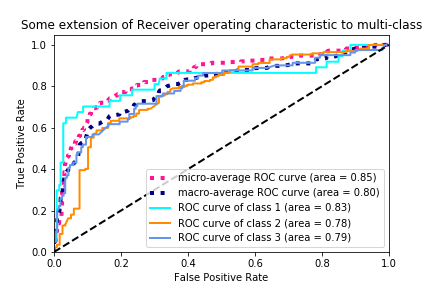 Some extension of Receiver operating characteristic to multi-class
True Positive Rate
1.0
0.8
0.6
0.4
0.2
0.0
micro-average ROC curve (area = 0.85)
macro-average ROC curve (area = 0.80)
ROC curve of class 1 (area = 0.83)
ROC curve of class 2 (area = 0.78)
ROC curve of class 3 (area = 0.79)
0.0 0.2 0.4 0.6 0.8 1.0
False Positive Rate